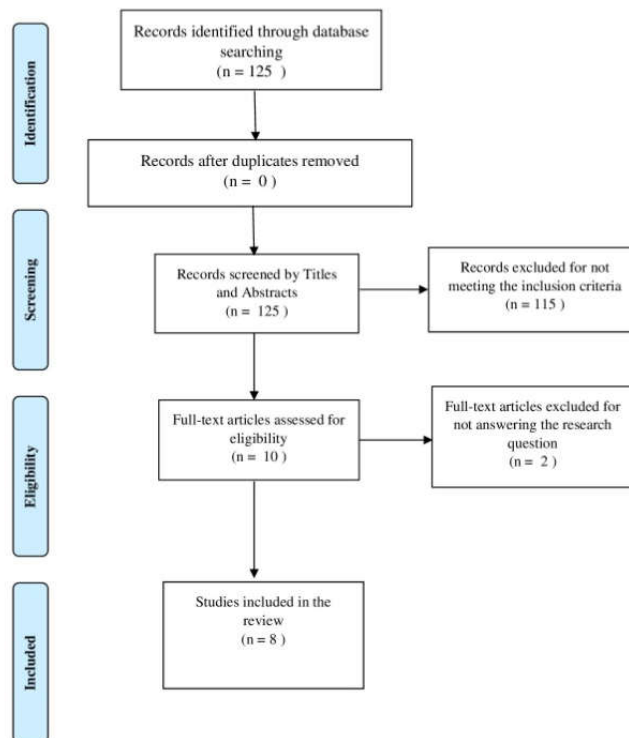 Identification
Records identified through database
searching
(n = 125 )
Records after duplicates removed
(n = 0 )
Screening
Records screened by Titles
and Abstracts
(n = 125 )
Records excluded for not
meeting the inclusion criteria
(n = 115 )
Eligibility
Full-text articles assessed for
eligibility
(n = 10 )
Full-text articles excluded for
not answering the research
question
(n = 2 )
Included
Studies included in the
review
(n = 8 )